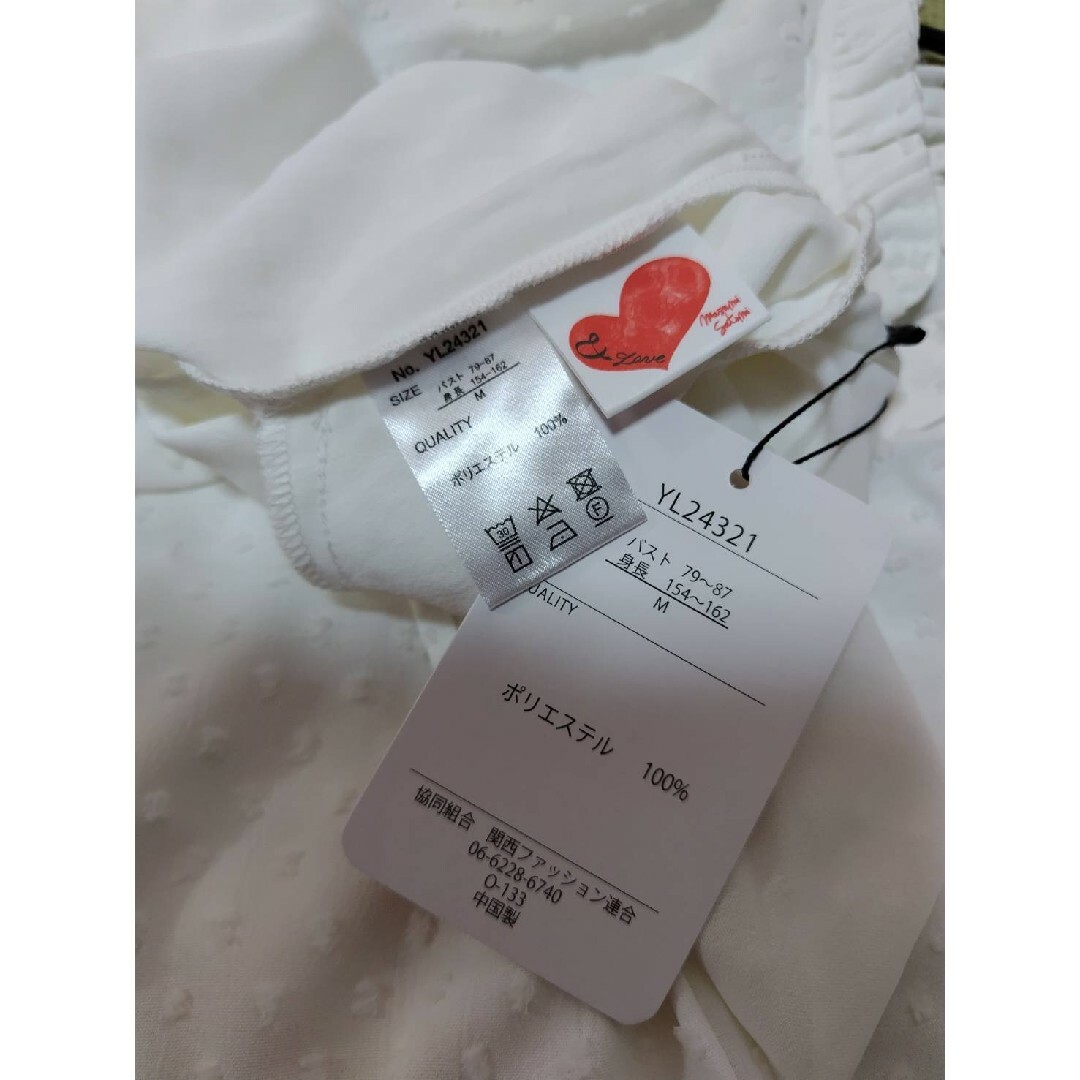 No. YL24321
SIZE
バスト 79~87
身長 154~162
M
QUALITY
ポリエステル 100%
30
F
Love
YL24321
バスト 79~87
身長 154~162
M
UALITY
ポリエステル 100%
協同組合 関西ファッション連合
06-6228-6740
O-133
中国製